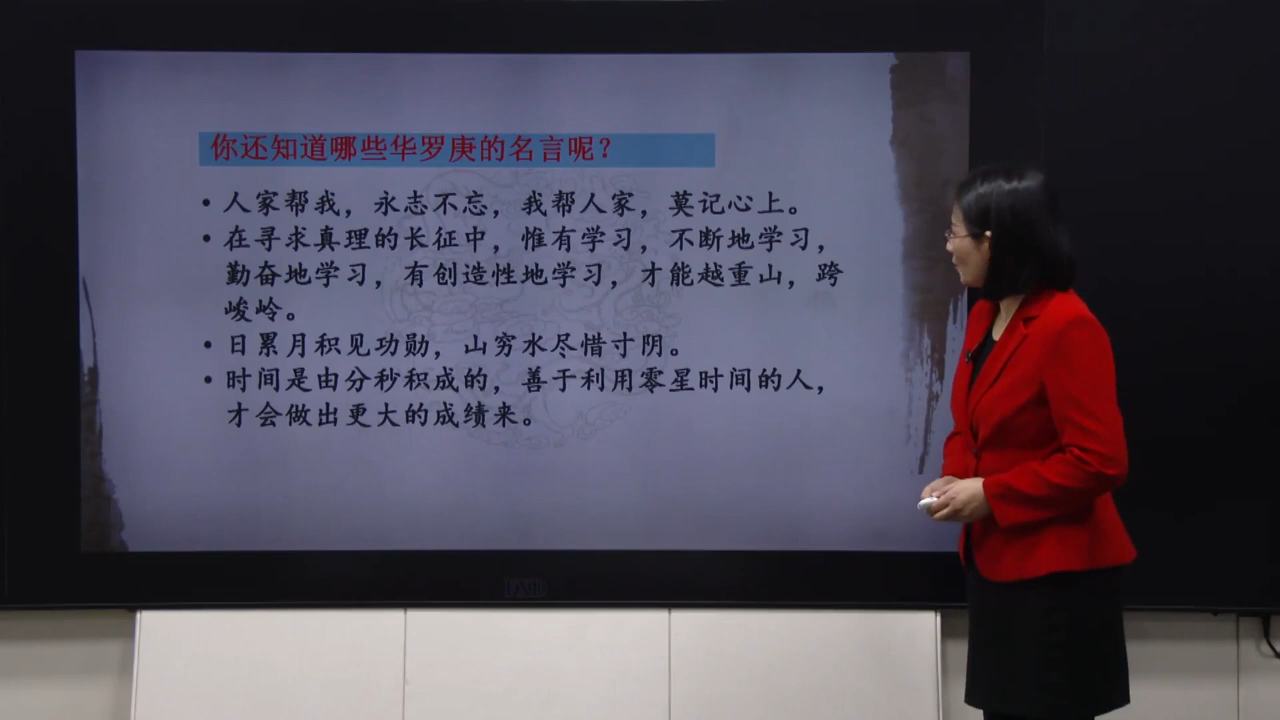 你还知道哪些华罗庚的名言呢？
• 人家帮我，永志不忘，我帮人家，莫记心上。
• 在寻求真理的长征中，惟有学习，不断地学习，
勤奋地学习，有创造性地学习，才能越重山，跨
峻岭。
• 日累月积见功勋，山穷水尽惜寸阴。
• 时间是由分秒积成的，善于利用零星时间的人，
才会做出更大的成绩来。